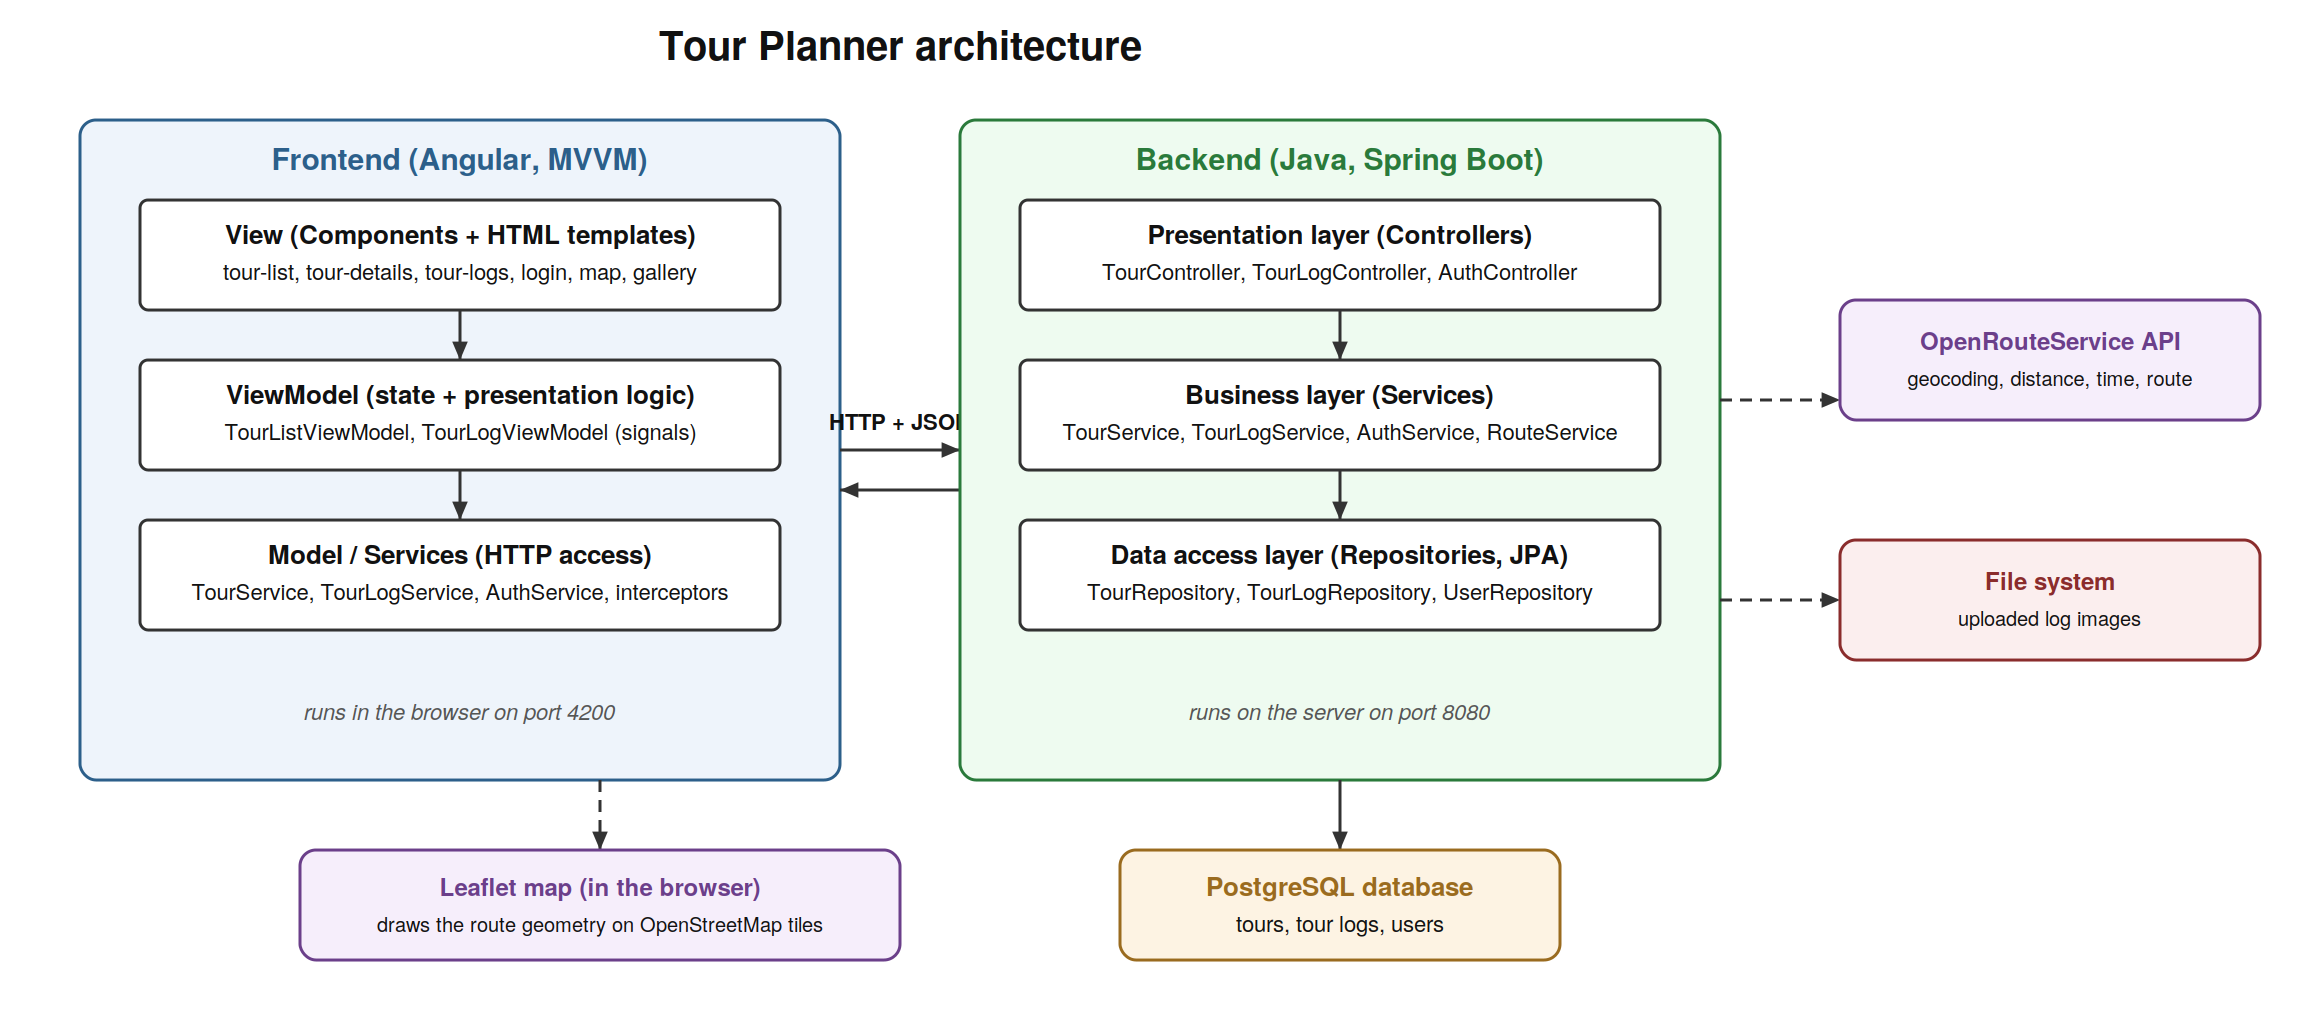 Tour Planner architecture
Frontend (Angular, MVVM)
View (Components + HTML templates)
tour-list, tour-details, tour-logs, login, map, gallery
ViewModel (state + presentation logic)
TourListViewModel, TourLogViewModel (signals)
Model / Services (HTTP access)
TourService, TourLogService, AuthService, interceptors
runs in the browser on port 4200
HTTP + JSO
Backend (Java, Spring Boot)
Presentation layer (Controllers)
TourController, TourLogController, AuthController
Business layer (Services)
TourService, TourLogService, AuthService, RouteService
Data access layer (Repositories, JPA)
TourRepository, TourLogRepository, UserRepository
runs on the server on port 8080
OpenRouteService API
geocoding, distance, time, route
File system
uploaded log images
Leaflet map (in the browser)
draws the route geometry on OpenStreetMap tiles
PostgreSQL database
tours, tour logs, users